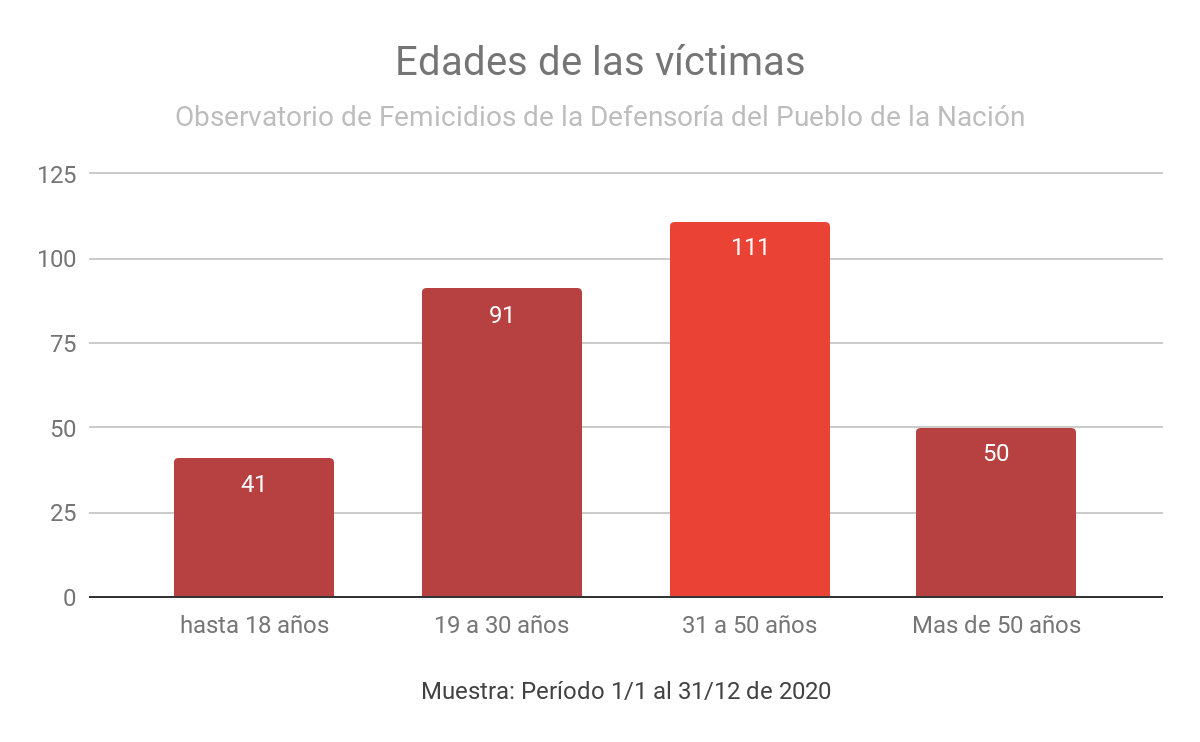 Edades de las víctimas
Observatorio de Femicidios de la Defensoría del Pueblo de la Nación
125
100
75
50
25
0
41
91
111
50
hasta 18 años
19 a 30 años
31 a 50 años
Mas de 50 años
Muestra: Período 1/1 al 31/12 de 2020